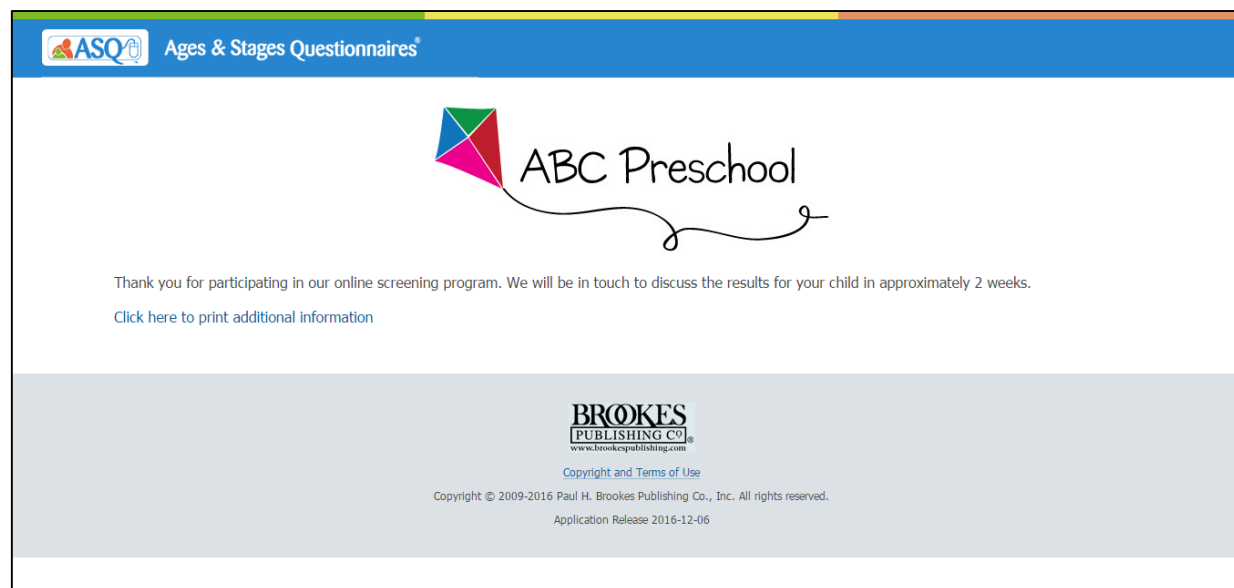 ASQ Ages & Stages Questionnaires®
ABC Preschool
Thank you for participating in our online screening program. We will be in touch to discuss the results for your child in approximately 2 weeks.
Click here to print additional information
BROOKES
PUBLISHING Co®
www.brookespublishing.com
Copyright and Terms of Use
Copyright © 2009-2016 Paul H. Brookes Publishing Co., Inc. All rights reserved.
Application Release 2016-12-06